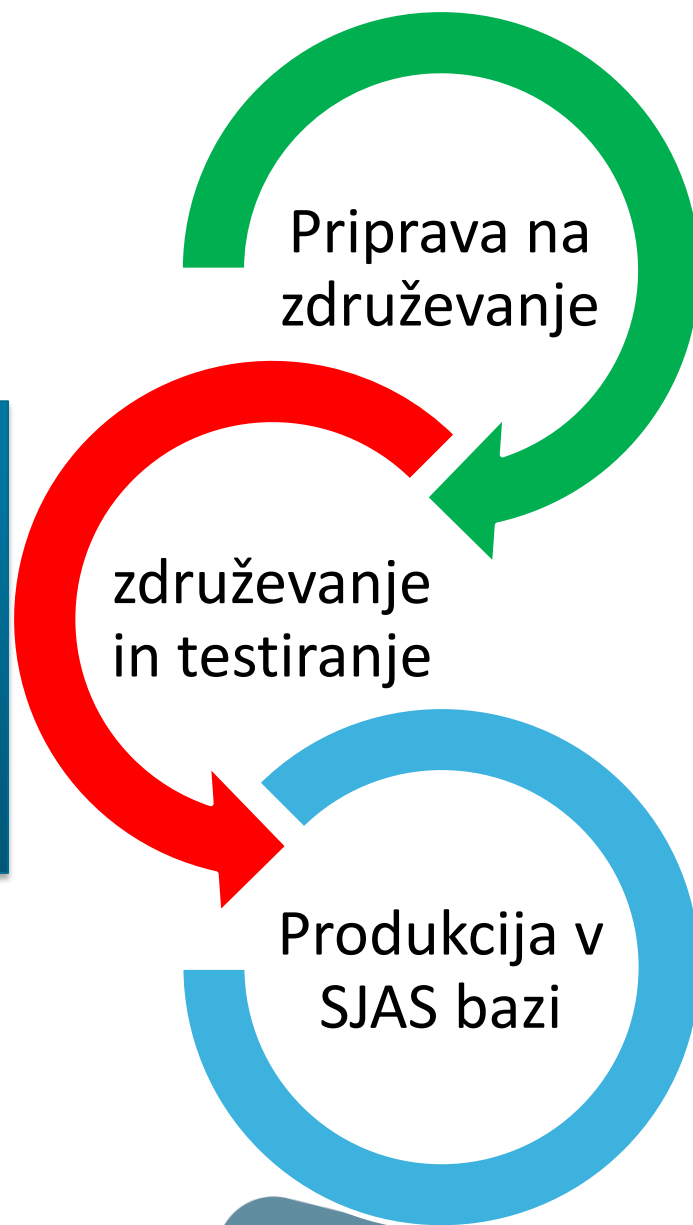 Priprava na
združevanje
združevanje
in testiranje
Produkcija v
SJAS bazi